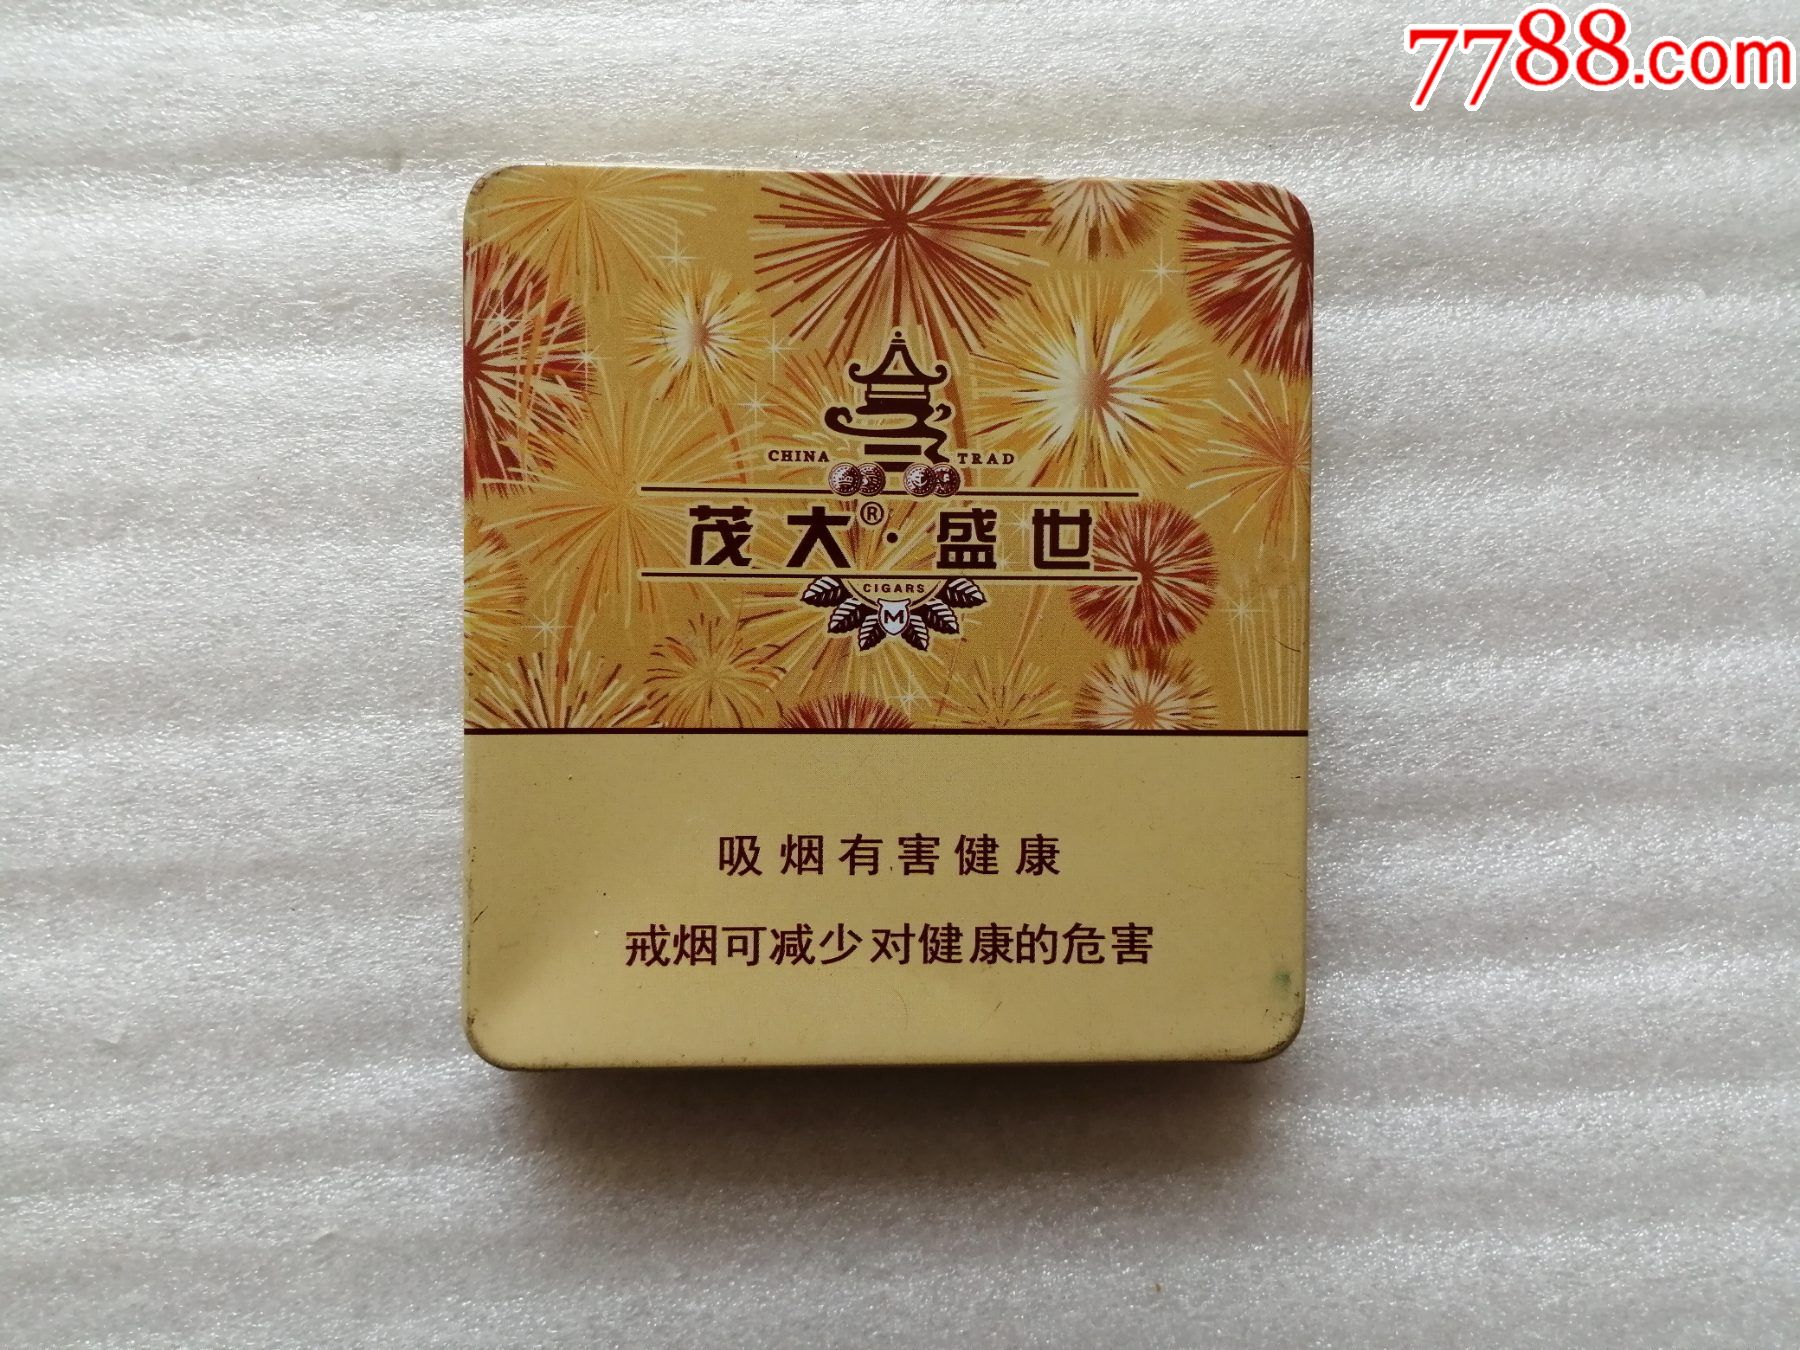 7788.com
CHINA TRAD
茂大®·盛世
CIGARS
M
吸烟有害健康
戒烟可减少对健康的危害